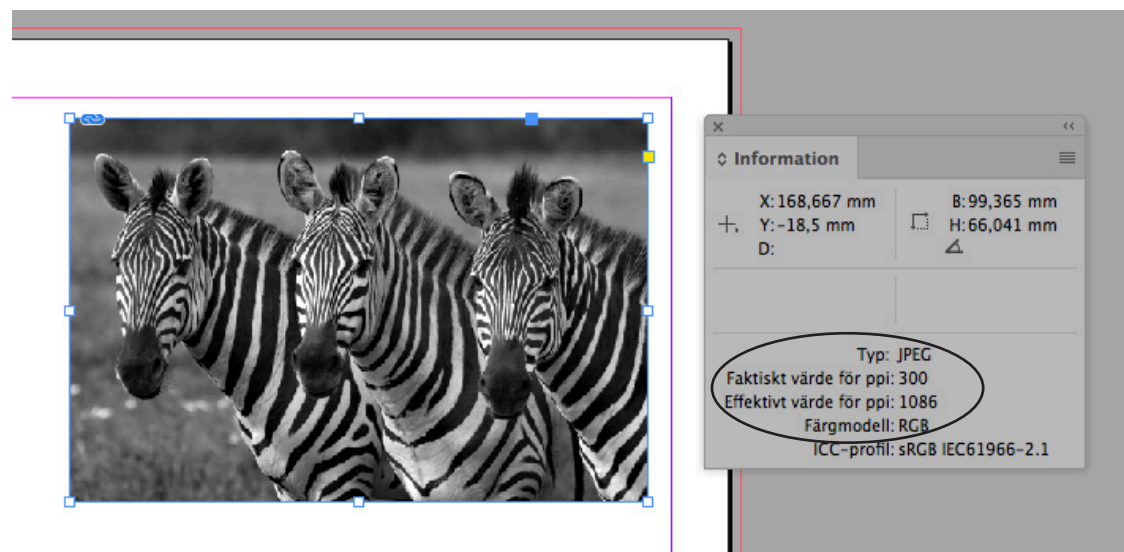 Information
X: 168,667 mm
B: 99,365 mm
Y: -18,5 mm
H: 66,041 mm
D:
Typ: JPEG
Faktiskt värde för ppi: 300
Effektivt värde för ppi: 1086
Färgmodell: RGB
ICC-profil: sRGB IEC61966-2.1